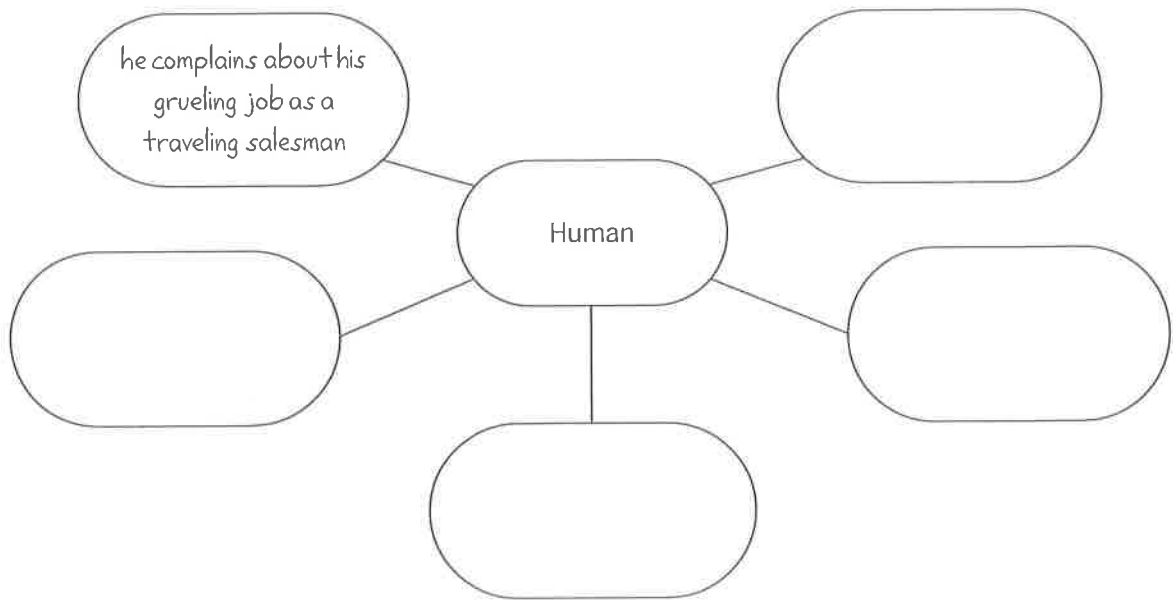 he complains about his
grueling job as a
traveling salesman
Human